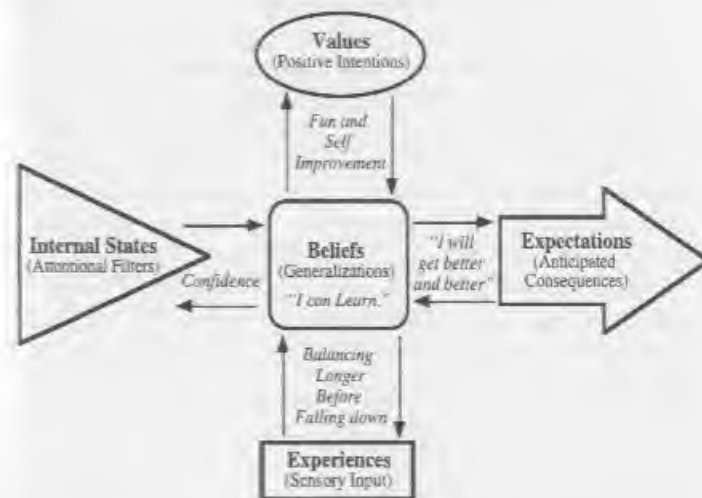 Values
(Positive Intentions)
Fun and
Self
Improvement
Internal States
(Attentional Filters)
Confidence
Beliefs
(Generalizations)
"I can Learn."
"I will
get better
and better"
Expectations
(Anticipated
Consequences)
Balancing
Longer
Before
Falling down
Experiences
(Sensory Input)